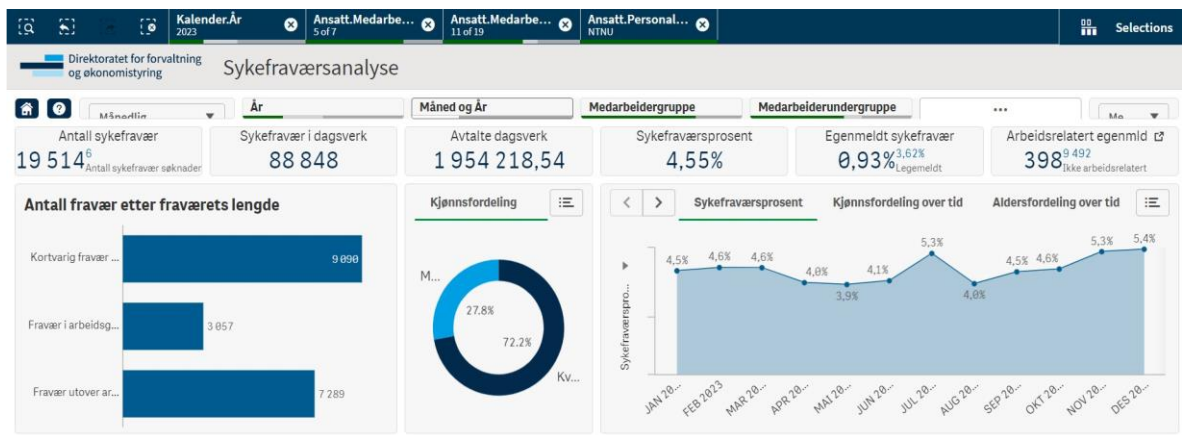 Kalender.År
2023
Ansatt.Medarbe...
5 of 7
Ansatt.Medarbe...
11 of 19
Ansatt.Personal...
NTNU
Selections
Direktoratet for forvaltning
og økonomistyring
Sykefraværsanalyse
Månedlig
År
Måned og År
Medarbeidergruppe
Medarbeiderundergruppe
...
Me...
Antall sykefravær
19 514
6
Antall sykefravær søknader
Sykefravær i dagsverk
88 848
Avtalte dagsverk
1 954 218,54
Sykefraværsprosent
4,55%
Egenmeldt sykefravær
0,93%
3,62%
Legemeldt
Arbeidsrelatert egenmld
398
9 492
Ikke arbeidsrelatert
Antall fravær etter fraværets lengde
Kortvarig fravær ...
9 090
Fravær i arbeidsg...
3 057
Fravær utover ar...
7 289
Kjønnsfordeling
M...
27.8%
72.2%
Kv...
Sykefraværsprosent
Kjønnsfordeling over tid
Aldersfordeling over tid
Sykefraværspro...
4,5%
4,6%
4,6%
4,0%
3,9%
4,1%
5,3%
4,0%
4,5%
4,6%
5,3%
5,4%
JAN 20...
FEB 2023
MAR 20...
APR 20...
MAI 20...
JUN 20...
JUL 20...
AUG 20...
SEP 20...
OKT 20...
NOV 20...
DES 20...